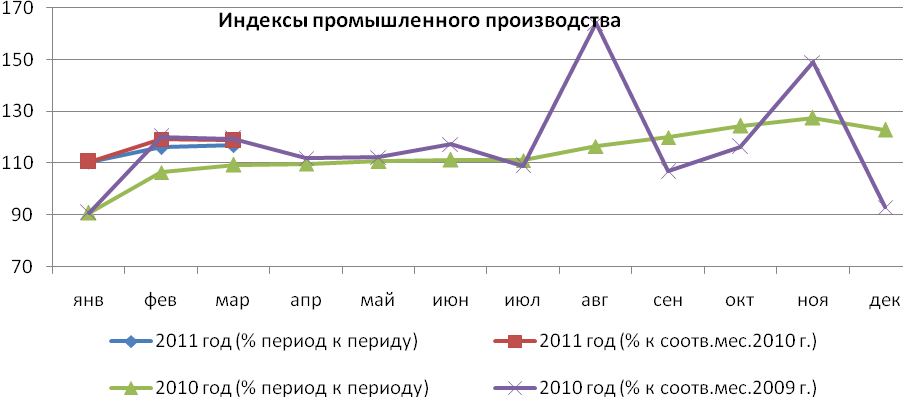 Индексы промышленного производства
170
150
130
110
90
70
янв фев мар апр май июн июл авг сен окт ноя дек
2011 год (% период к периду) 2011 год (% к соотв.мес.2010 г.)
2010 год (% период к периоду) 2010 год (% к соотв.мес.2009 г.)